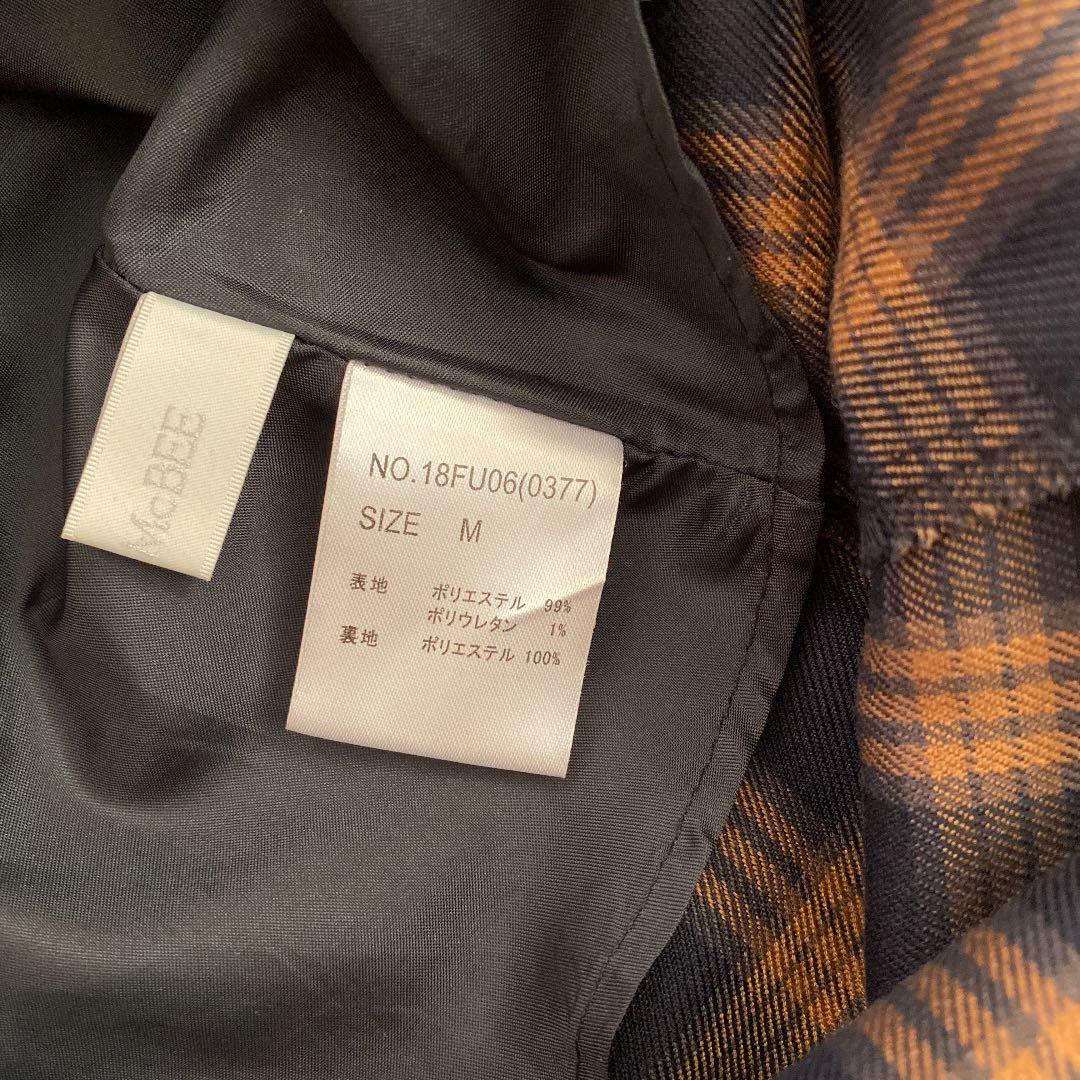 McBEE
NO.18FU06(0377)
SIZE M
表地 ポリエステル 99%
ポリウレタン 1%
裏地 ポリエステル 100%